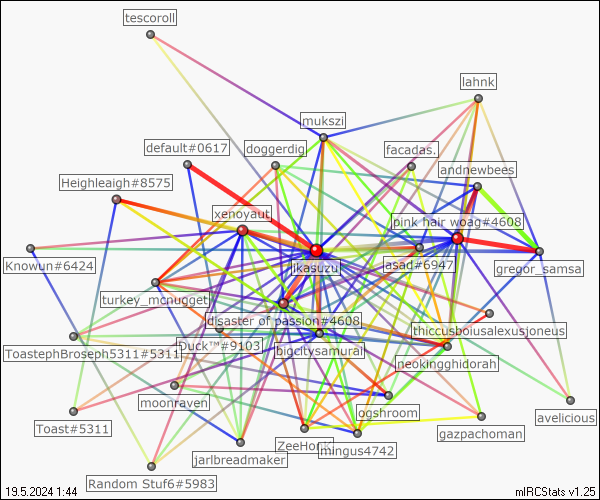 tescoroll
lahnk
mukszi
default#0617
doggerdig
facadas.
andnewbees
Heighleaigh#8575
xenoyaut
pink hair woag#4608
Knowun#6424
jkasuzu
jasad#6947
gregor_samsa
turkey_mcnugget
disaster of passion#4608
thiccusboiusalexusjoneus
ToastephBroseph5311#5311
Duck™#9103
bigcitysamurai
neokingghidorah
moonraven
ogshroom
avelicious
Toast#5311
ZeeHonk
mingus4742
gazpachoman
jarlbreadmaker
Random Stuf6#5983
19.5.2024 1:44
mIRCStats v1.25